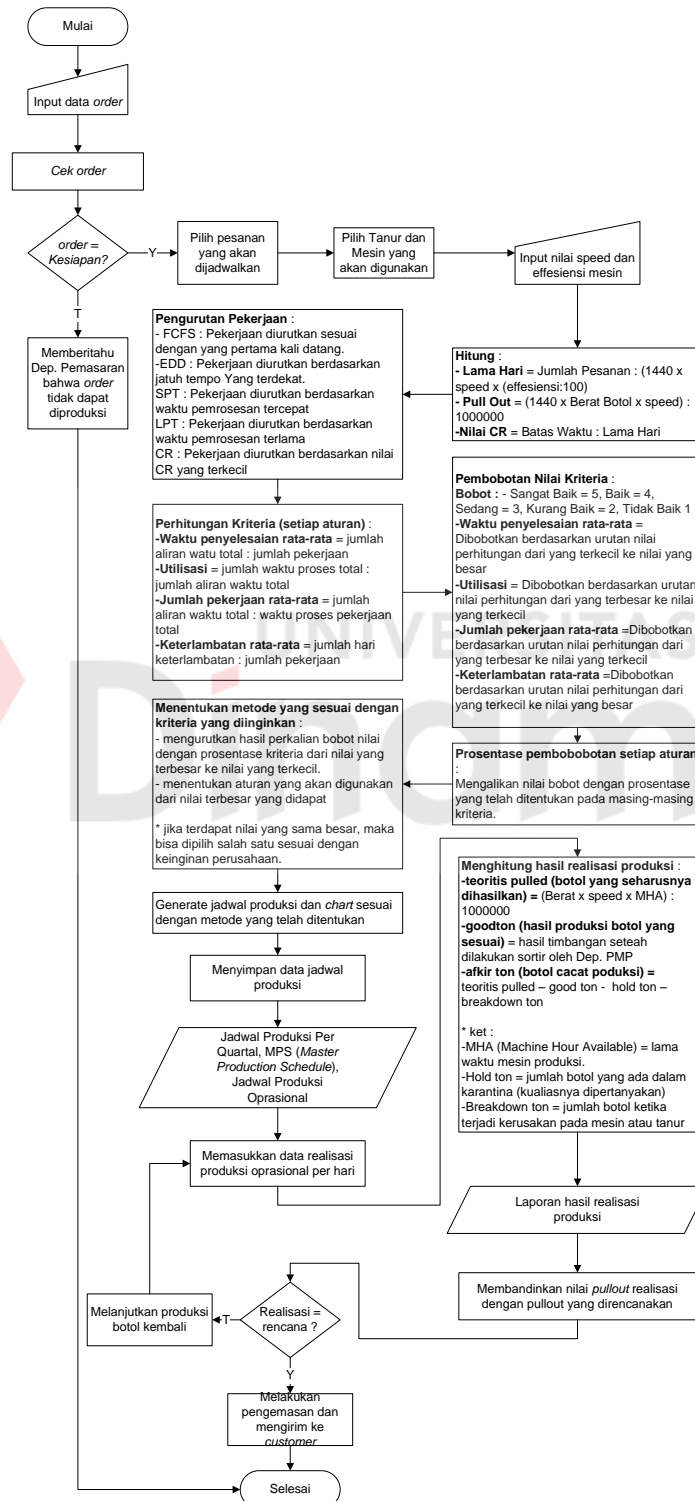 Mulai
Input data order
Cek order
order =
Kesiapan?
Y
Pilih pesanan
yang akan
dijadwalkan
Pilih Tanur dan
Mesin yang
akan digunakan
Input nilai speed dan
effesiensi mesin
T
Memberitahu
Dep. Pemasaran
bahwa order
tidak dapat
diproduksi
Hitung :
- Lama Hari = Jumlah Pesanan : (1440 x
speed x (effesiensi:100)
- Pull Out = (1440 x Berat Botol x speed) :
1000000
-Nilai CR = Batas Waktu : Lama Hari
Pengurutan Pekerjaan :
- FCFS : Pekerjaan diurutkan sesuai
dengan yang pertama kali datang.
-EDD : Pekerjaan diurutkan berdasarkan
jatuh tempo Yang terdekat.
SPT : Pekerjaan diurutkan berdasarkan
waktu pemrosesan tercepat
LPT : Pekerjaan diurutkan berdasarkan
waktu pemrosesan terlama
CR : Pekerjaan diurutkan berdasarkan nilai
CR yang terkecil
Perhitungan Kriteria (setiap aturan) :
-Waktu penyelesaian rata-rata = jumlah
aliran watu total : jumlah pekerjaan
-Utilisasi = jumlah waktu proses total :
jumlah aliran waktu total
-Jumlah pekerjaan rata-rata = jumlah
aliran waktu total : waktu proses pekerjaan
total
-Keterlambatan rata-rata = jumlah hari
keterlambatan : jumlah pekerjaan
Pembobotan Nilai Kriteria :
Bobot : - Sangat Baik = 5, Baik = 4,
Sedang = 3, Kurang Baik = 2, Tidak Baik 1
-Waktu penyelesaian rata-rata =
Dibobotkan berdasarkan urutan nilai
perhitungan dari yang terkecil ke nilai yang
besar
-Utilisasi = Dibobotkan berdasarkan urutan
nilai perhitungan dari yang terbesar ke nilai
yang terkecil
-Jumlah pekerjaan rata-rata =Dibobotkan
berdasarkan urutan nilai perhitungan dari
yang terbesar ke nilai yang terkecil
-Keterlambatan rata-rata =Dibobotkan
berdasarkan urutan nilai perhitungan dari
yang terkecil ke nilai yang besar
UNIVERSITAS
Dinam
Prosentase pembobobotan setiap aturan
:
Mengalikan nilai bobot dengan prosentase
yang telah ditentukan pada masing-masing
kriteria.
Menentukan metode yang sesuai dengan
kriteria yang diinginkan :
- mengurutkan hasil perkalian bobot nilai
dengan prosentase kriteria dari nilai yang
terbesar ke nilai yang terkecil.
- menentukan aturan yang akan digunakan
dari nilai terbesar yang didapat
* jika terdapat nilai yang sama besar, maka
bisa dipilih salah satu sesuai dengan
keinginan perusahaan.
Generate jadwal produksi dan chart sesuai
dengan metode yang telah ditentukan
Menyimpan data jadwal
produksi
Jadwal Produksi Per
Quartal, MPS (Master
Production Schedule),
Jadwal Produksi
Oprasional
Memasukkan data realisasi
produksi oprasional per hari
Menghitung hasil realisasi produksi :
-teoritis pulled (botol yang seharusnya
dihasilkan) = (Berat x speed x MHA) :
1000000
-goodton (hasil produksi botol yang
sesuai) = hasil timbangan seteah
dilakukan sortir oleh Dep. PMP
-afkir ton (botol cacat poduksi) =
teoritis pulled – good ton - hold ton –
breakdown ton
* ket :
-MHA (Machine Hour Available) = lama
waktu mesin produksi.
-Hold ton = jumlah botol yang ada dalam
karantina (kualiasnya dipertanyakan)
-Breakdown ton = jumlah botol ketika
terjadi kerusakan pada mesin atau tanur
Laporan hasil realisasi
produksi
Membandinkan nilai pullout realisasi
dengan pullout yang direncanakan
Realisasi =
rencana ?
T
Melanjutkan produksi
botol kembali
Y
Melakukan
pengemasan dan
mengirim ke
customer
Selesai